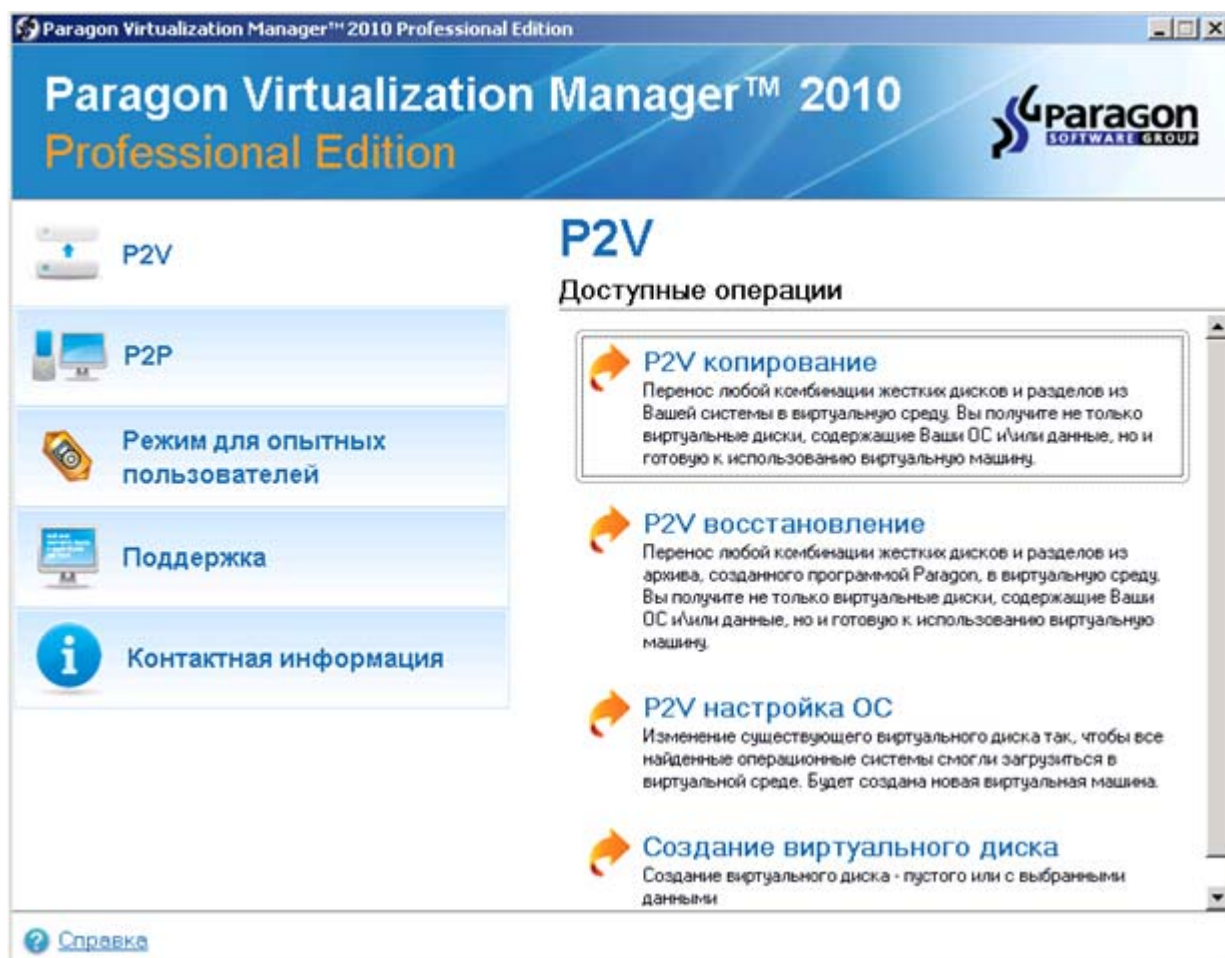 Paragon Virtualization Manager™ 2010 Professional Edition
Paragon Virtualization Manager™ 2010
Professional Edition
paragon
SOFTWARE GROUP
P2V
P2P
Режим для опытных
пользователей
Поддержка
Контактная информация
P2V
Доступные операции
P2V копирование
Перенос любой комбинации жестких дисков и разделов из
Вашей системы в виртуальную среду. Вы получите не только
виртуальные диски, содержащие Ваши ОС и\или данные, но и
готовую к использованию виртуальную машину.
P2V восстановление
Перенос любой комбинации жестких дисков и разделов из
архива, созданного программой Paragon, в виртуальную среду.
Вы получите не только виртуальные диски, содержащие Ваши
ОС и\или данные, но и готовую к использованию виртуальную
машину.
P2V настройка ОС
Изменение существующего виртуального диска так, чтобы все
найденные операционные системы смогли загрузиться в
виртуальной среде. Будет создана новая виртуальная машина.
Создание виртуального диска
Создание виртуального диска - пустого или с выбранными
данными
Справка